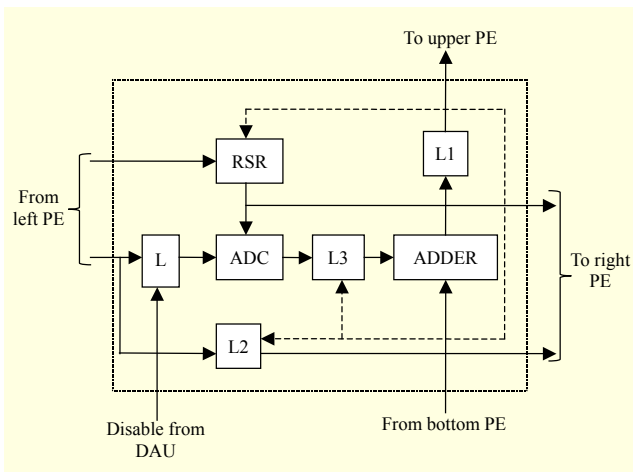 To upper PE
RSR
L1
From
left PE
L
ADC
L3
ADDER
To right
PE
L2
Disable from
DAU
From bottom PE